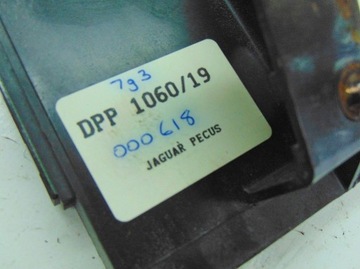 793
DPP 1060/19
000618
JAGUAR PECUS